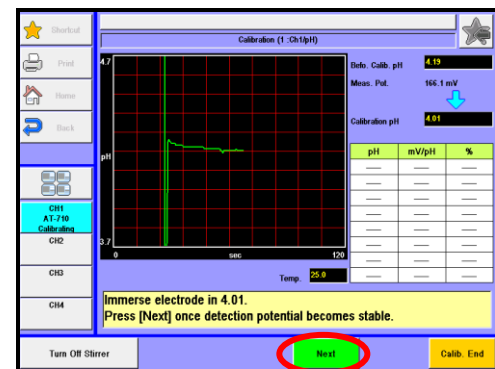 Shortcut
Print
Home
Back
CH1
AT-710
Calibrating
CH2
CH3
CH4
Calibration (1 :Ch1/pH)
4.7
pH
3.7
0 sec 120
Befo. Calib. pH 4.19
Meas. Pot. 166.1 mV
Calibration pH 4.01
pH mV/pH %
Temp. 25.0
Immerse electrode in 4.01.
Press [Next] once detection potential becomes stable.
Turn Off Stirrer Next Calib. End